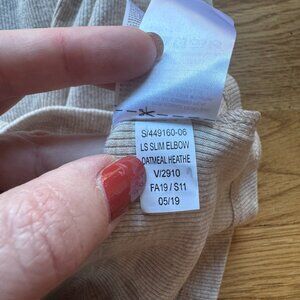 S/449160-06
LS SLIM ELBOW
OATMEAL HEATHE
V/2910
FA19 / S11
05/19